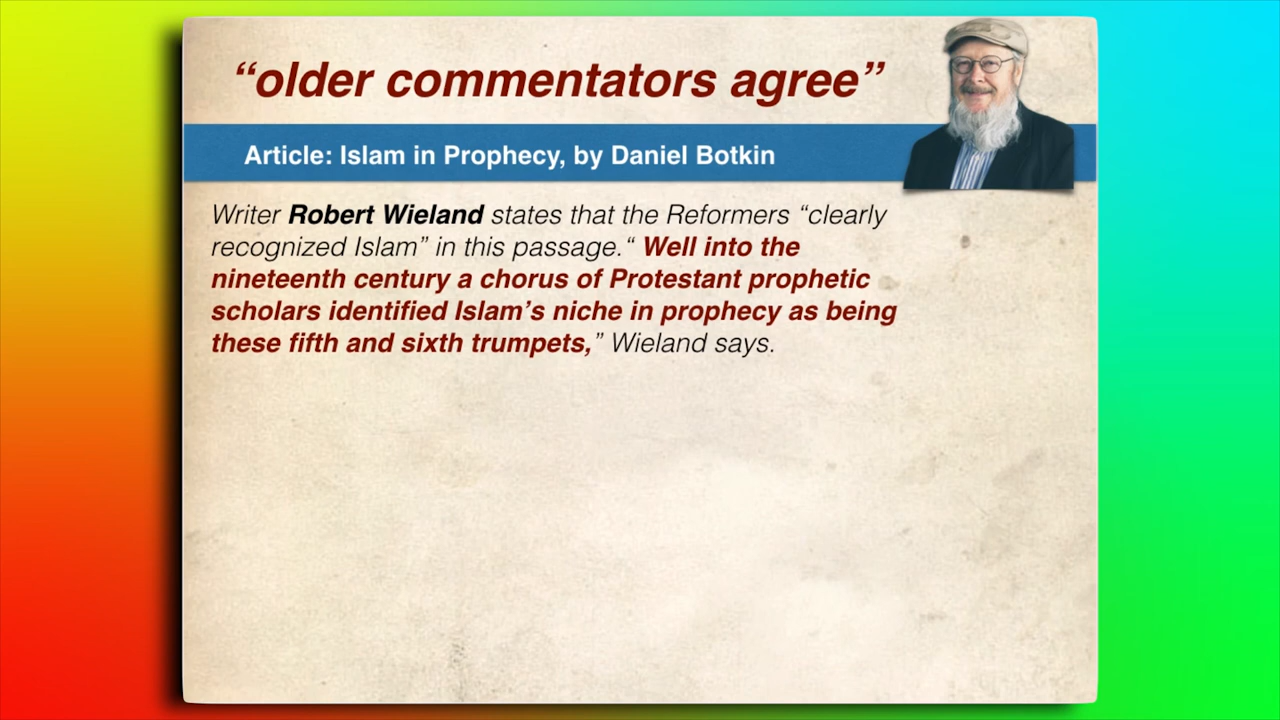 “older commentators agree”
Article: Islam in Prophecy, by Daniel Botkin
Writer Robert Wieland states that the Reformers “clearly
recognized Islam” in this passage.“ Well into the
nineteenth century a chorus of Protestant prophetic
scholars identified Islam’s niche in prophecy as being
these fifth and sixth trumpets,” Wieland says.